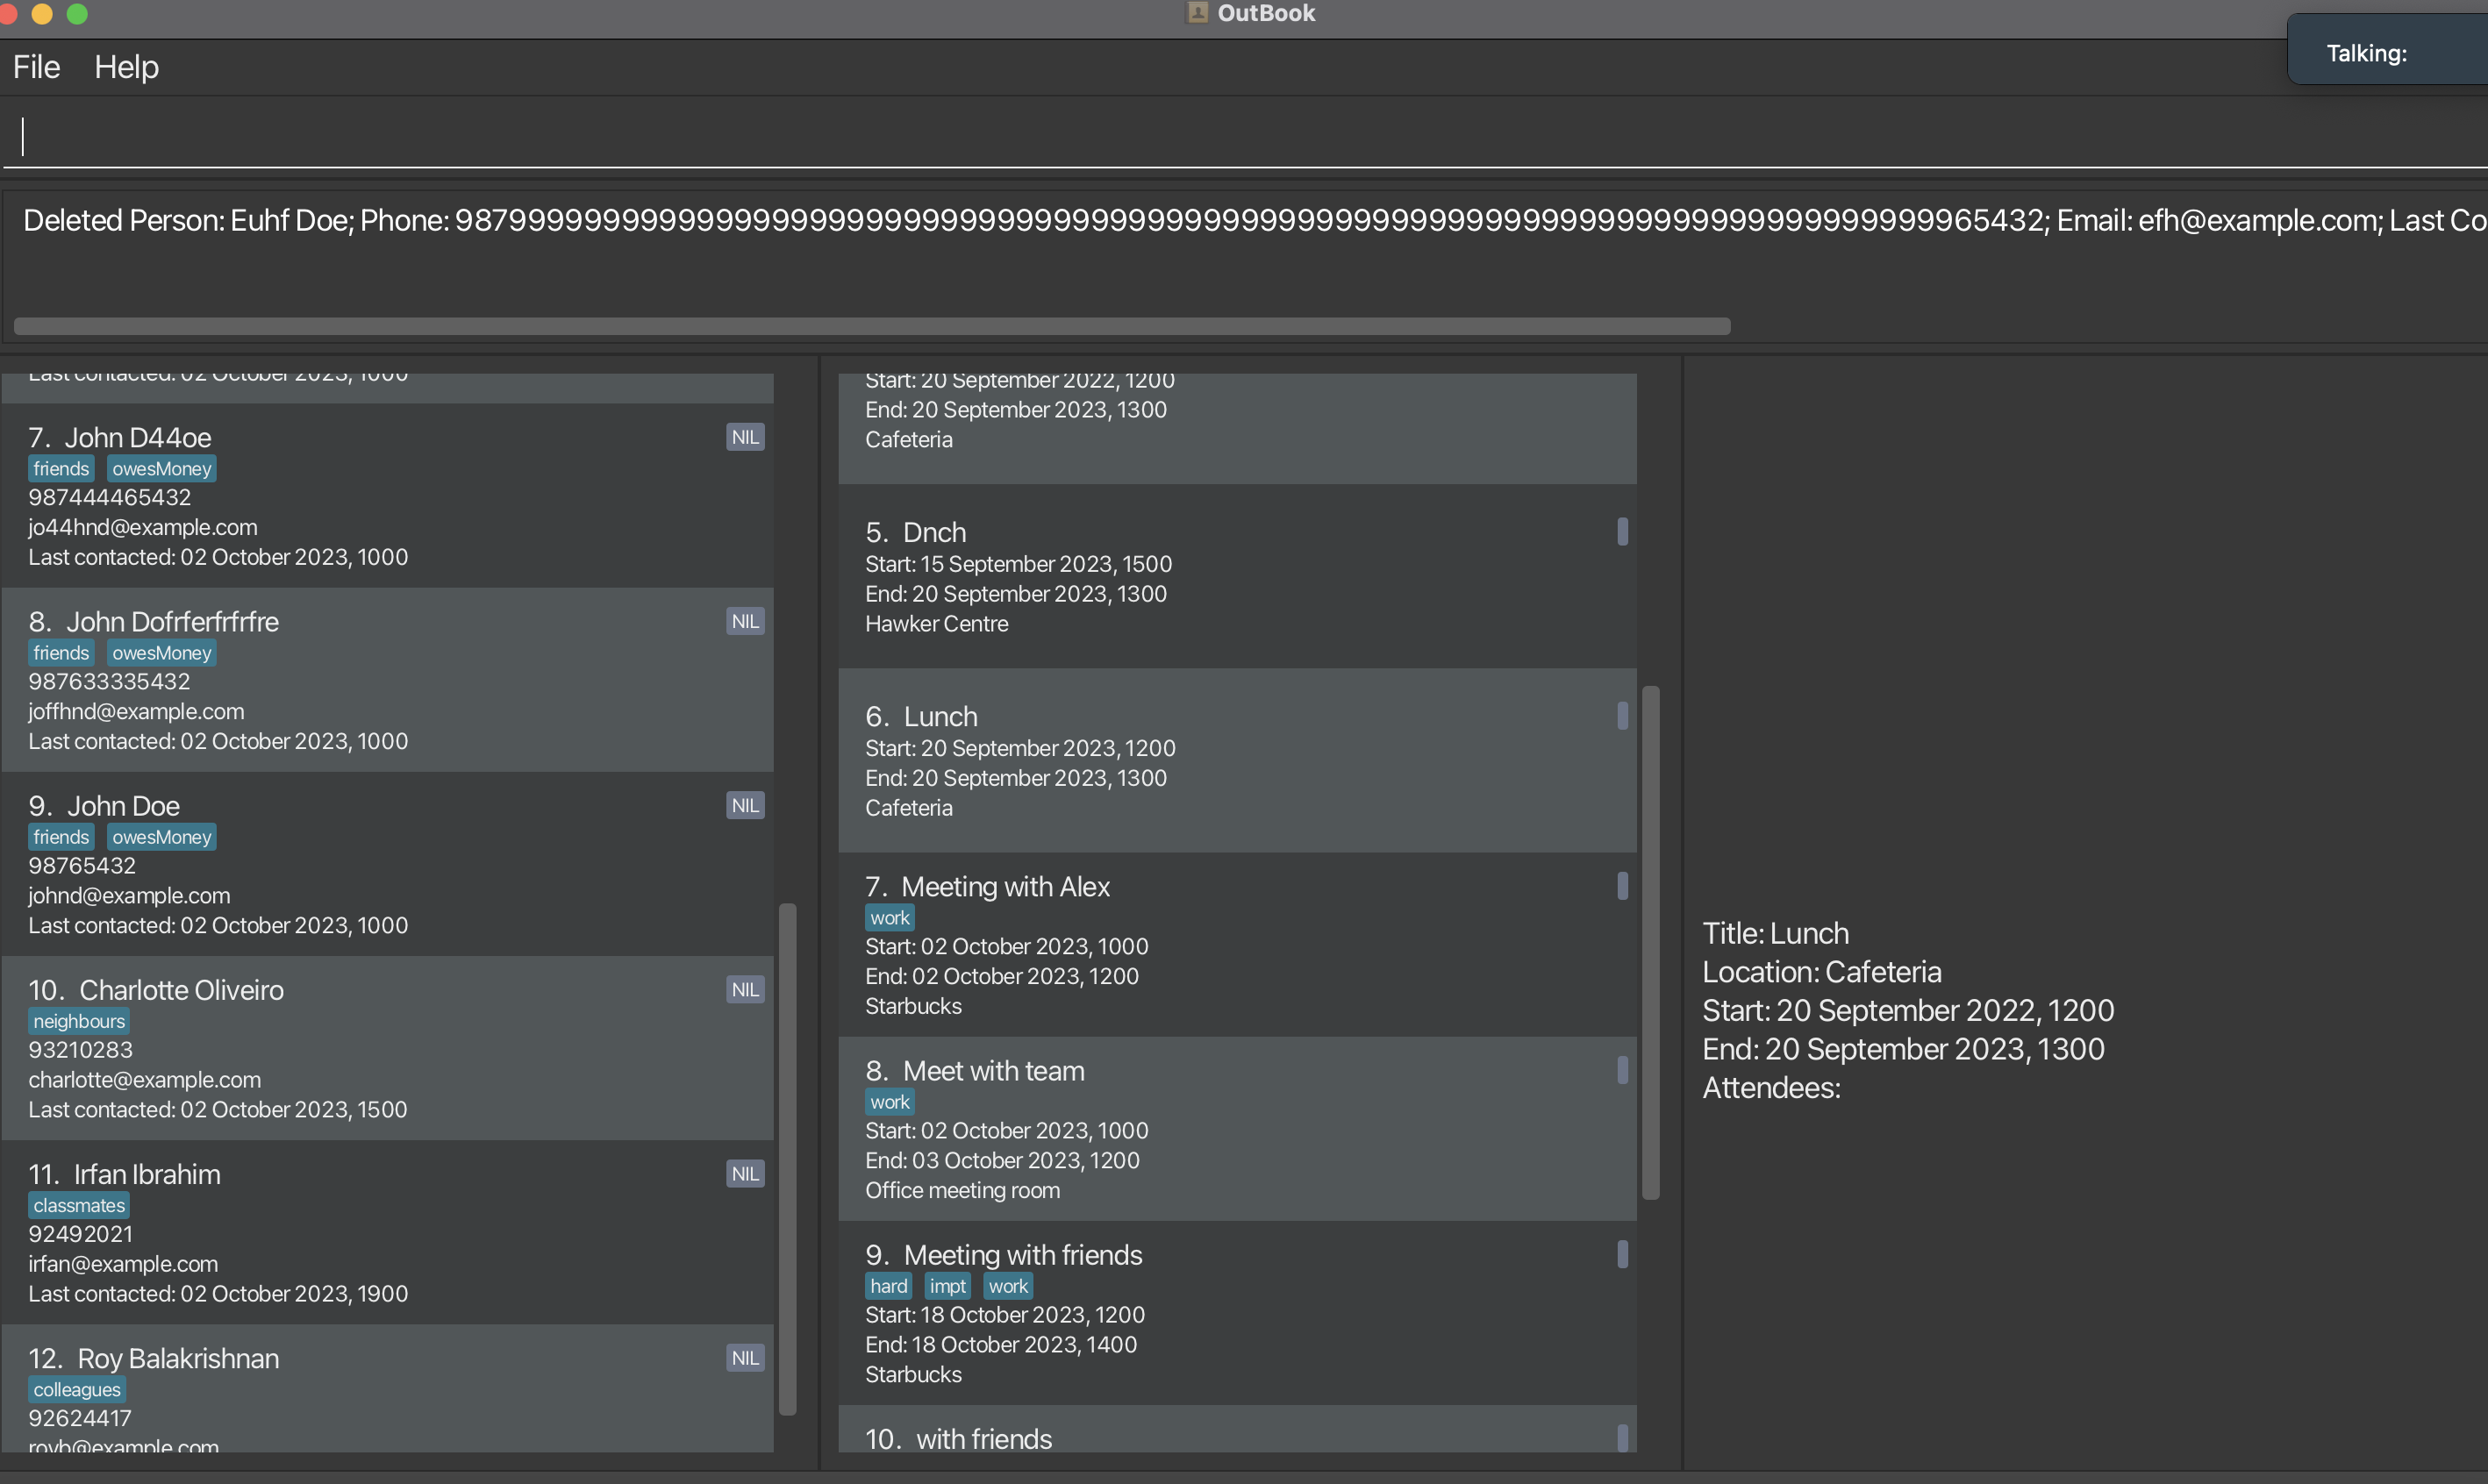 OutBook
Talking:
File Help
Deleted Person: Euhf Doe; Phone: 98799999999999999999999999999999999999999999999999999999999999999999965432; Email: efh@example.com; Last Co
Last contacted: 02 October 2023, 1000
7. John D44oe NIL
friends owesMoney
987444465432
jo44hnd@example.com
Last contacted: 02 October 2023, 1000
8. John Dofrferfrfrfre NIL
friends owesMoney
987633335432
joffhnd@example.com
Last contacted: 02 October 2023, 1000
9. John Doe NIL
friends owesMoney
98765432
johnd@example.com
Last contacted: 02 October 2023, 1000
10. Charlotte Oliveiro NIL
neighbours
93210283
charlotte@example.com
Last contacted: 02 October 2023, 1500
11. Irfan Ibrahim NIL
classmates
92492021
irfan@example.com
Last contacted: 02 October 2023, 1900
12. Roy Balakrishnan NIL
colleagues
92624417
royb@example.com
Start: 20 September 2022, 1200
End: 20 September 2023, 1300
Cafeteria
5. Dnch
Start: 15 September 2023, 1500
End: 20 September 2023, 1300
Hawker Centre
6. Lunch
Start: 20 September 2023, 1200
End: 20 September 2023, 1300
Cafeteria
7. Meeting with Alex
work
Start: 02 October 2023, 1000
End: 02 October 2023, 1200
Starbucks
8. Meet with team
work
Start: 02 October 2023, 1000
End: 03 October 2023, 1200
Office meeting room
9. Meeting with friends
hard impt work
Start: 18 October 2023, 1200
End: 18 October 2023, 1400
Starbucks
10. with friends
Title: Lunch
Location: Cafeteria
Start: 20 September 2022, 1200
End: 20 September 2023, 1300
Attendees: